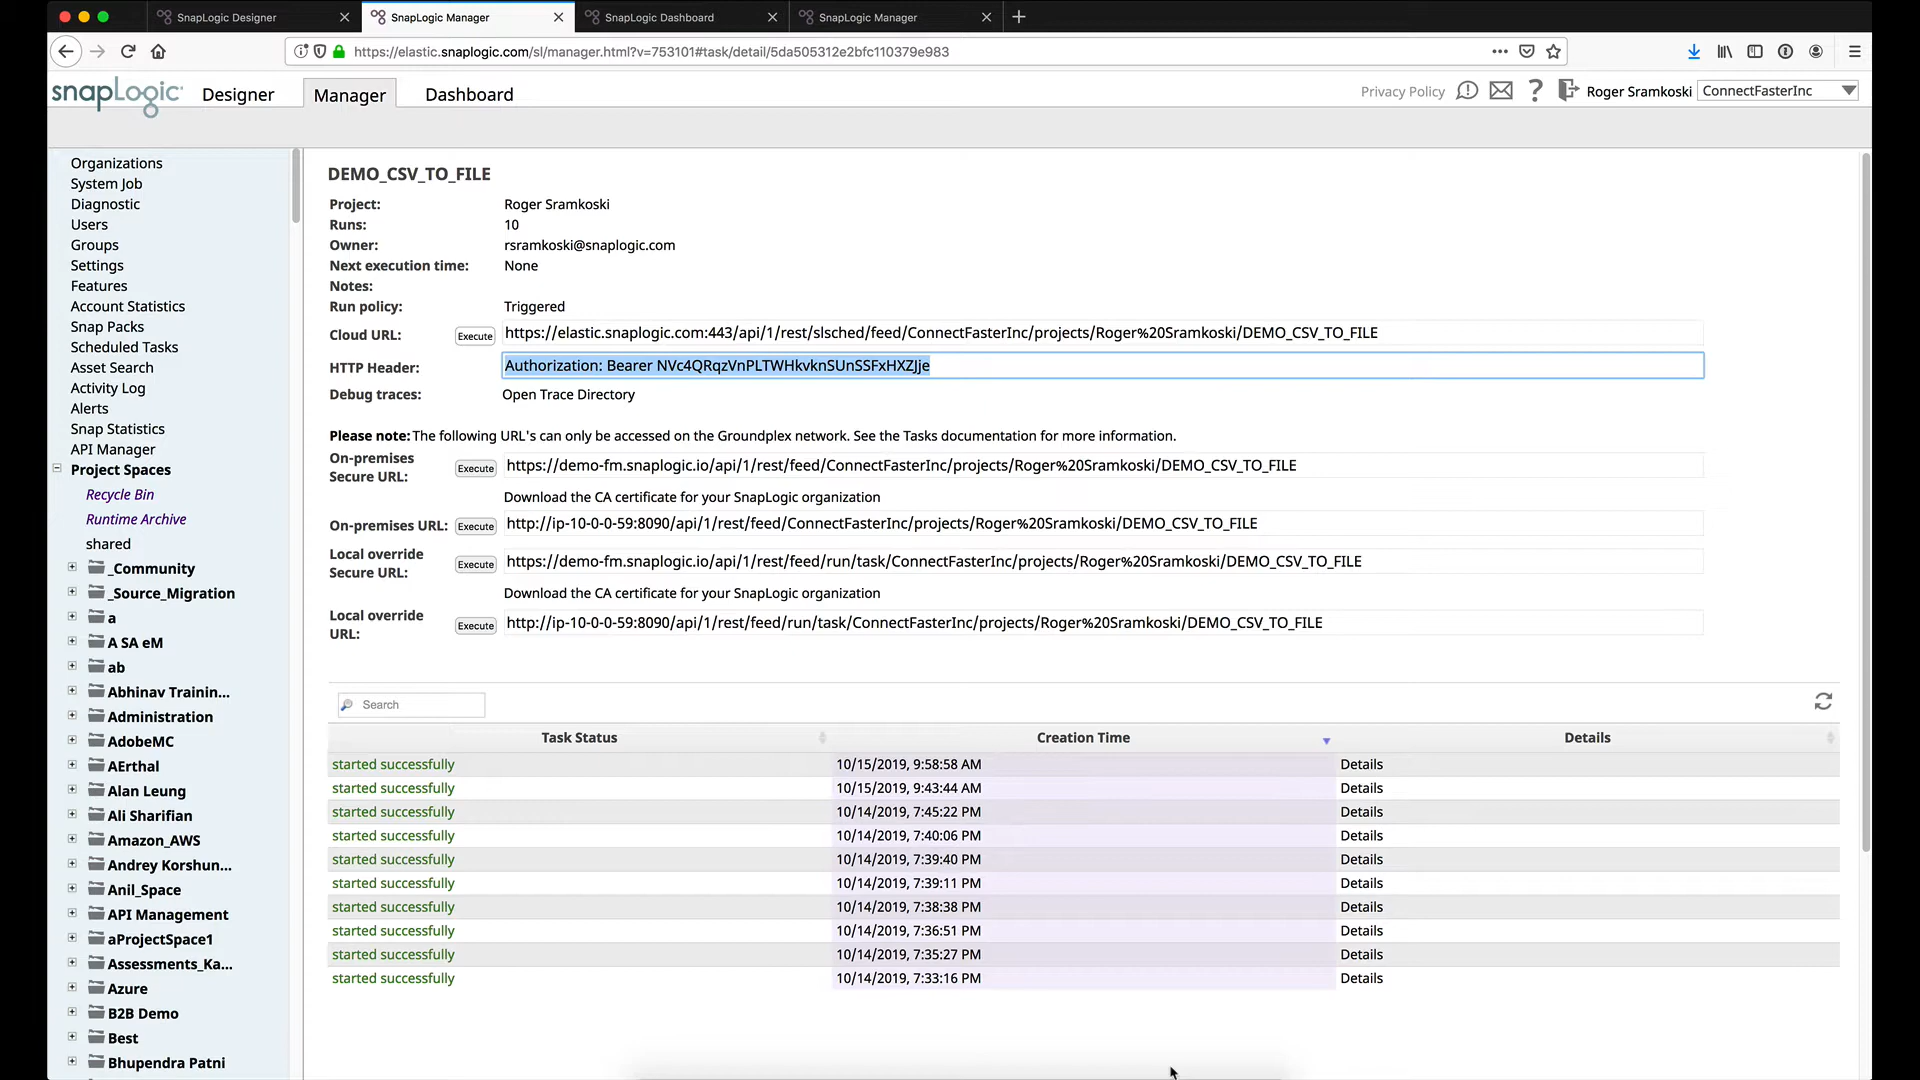 SnapLogic Designer
SnapLogic Manager
SnapLogic Dashboard
SnapLogic Manager
https://elastic.snaplogic.com/sl/manager.html?v=753101#task/detail/5da505312e2bfc110379e983
snapLogic
Designer
Manager
Dashboard
Privacy Policy
Roger Sramkoski
ConnectFasterInc
Organizations
System Job
Diagnostic
Users
Groups
Settings
Features
Account Statistics
Snap Packs
Scheduled Tasks
Asset Search
Activity Log
Alerts
Snap Statistics
API Manager
Project Spaces
Recycle Bin
Runtime Archive
shared
_Community
_Source_Migration
a
A SA eM
ab
Abhinav Trainin...
Administration
AdobeMC
AErthal
Alan Leung
Ali Sharifian
Amazon_AWS
Andrey Korshun...
Anil_Space
API Management
aProjectSpace1
Assessments_Ka...
Azure
B2B Demo
Best
Bhupendra Patni
DEMO_CSV_TO_FILE
Project: Roger Sramkoski
Runs: 10
Owner: rsramkoski@snaplogic.com
Next execution time: None
Notes:
Run policy: Triggered
Cloud URL: Execute https://elastic.snaplogic.com:443/api/1/rest/slsched/feed/ConnectFasterInc/projects/Roger%20Sramkoski/DEMO_CSV_TO_FILE
HTTP Header: Authorization: Bearer NVc4QRqzVnPLTWHkvknSUnSSFxHXZJje
Debug traces: Open Trace Directory
Please note: The following URL's can only be accessed on the Groundplex network. See the Tasks documentation for more information.
On-premises
Secure URL: Execute https://demo-fm.snaplogic.io/api/1/rest/feed/ConnectFasterInc/projects/Roger%20Sramkoski/DEMO_CSV_TO_FILE
Download the CA certificate for your SnapLogic organization
On-premises URL: Execute http://ip-10-0-0-59:8090/api/1/rest/feed/ConnectFasterInc/projects/Roger%20Sramkoski/DEMO_CSV_TO_FILE
Local override
Secure URL: Execute https://demo-fm.snaplogic.io/api/1/rest/feed/run/task/ConnectFasterInc/projects/Roger%20Sramkoski/DEMO_CSV_TO_FILE
Download the CA certificate for your SnapLogic organization
Local override
URL: Execute http://ip-10-0-0-59:8090/api/1/rest/feed/run/task/ConnectFasterInc/projects/Roger%20Sramkoski/DEMO_CSV_TO_FILE
Search
Task Status Creation Time Details
started successfully 10/15/2019, 9:58:58 AM Details
started successfully 10/15/2019, 9:43:44 AM Details
started successfully 10/14/2019, 7:45:22 PM Details
started successfully 10/14/2019, 7:40:06 PM Details
started successfully 10/14/2019, 7:39:40 PM Details
started successfully 10/14/2019, 7:39:11 PM Details
started successfully 10/14/2019, 7:38:38 PM Details
started successfully 10/14/2019, 7:36:51 PM Details
started successfully 10/14/2019, 7:35:27 PM Details
started successfully 10/14/2019, 7:33:16 PM Details